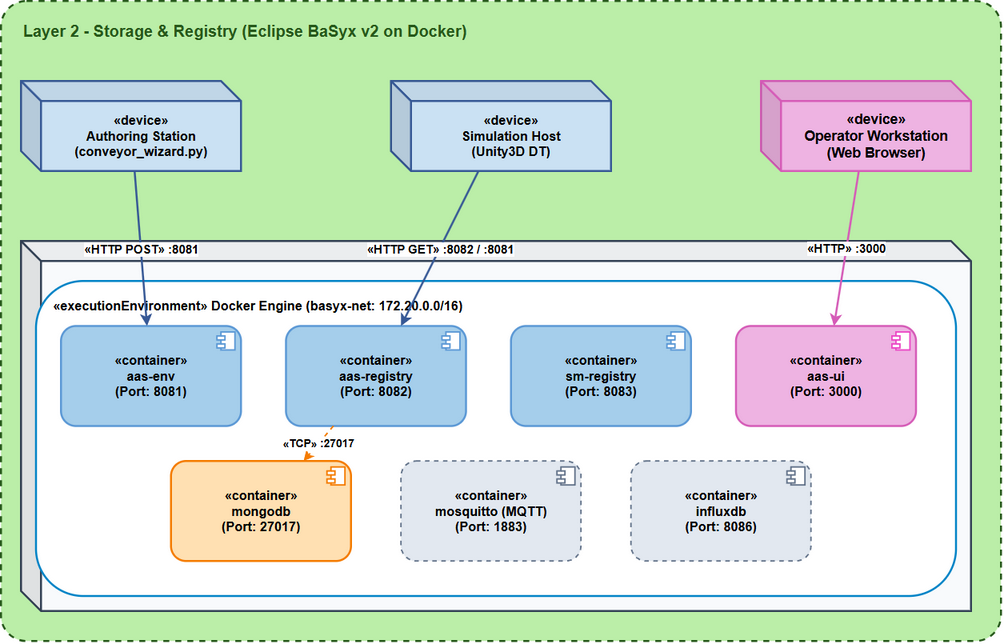 Layer 2 - Storage & Registry (Eclipse BaSyx v2 on Docker)
«device»
Authoring Station
(conveyor_wizard.py)
«device»
Simulation Host
(Unity3D DT)
«device»
Operator Workstation
(Web Browser)
«HTTP POST» :8081
«HTTP GET» :8082 / :8081
«HTTP» :3000
«executionEnvironment» Docker Engine (basyx-net: 172.20.0.0/16)
«container»
aas-env
(Port: 8081)
«container»
aas-registry
(Port: 8082)
«container»
sm-registry
(Port: 8083)
«container»
aas-ui
(Port: 3000)
«TCP» :27017
«container»
mongodb
(Port: 27017)
«container»
mosquitto (MQTT)
(Port: 1883)
«container»
influxdb
(Port: 8086)